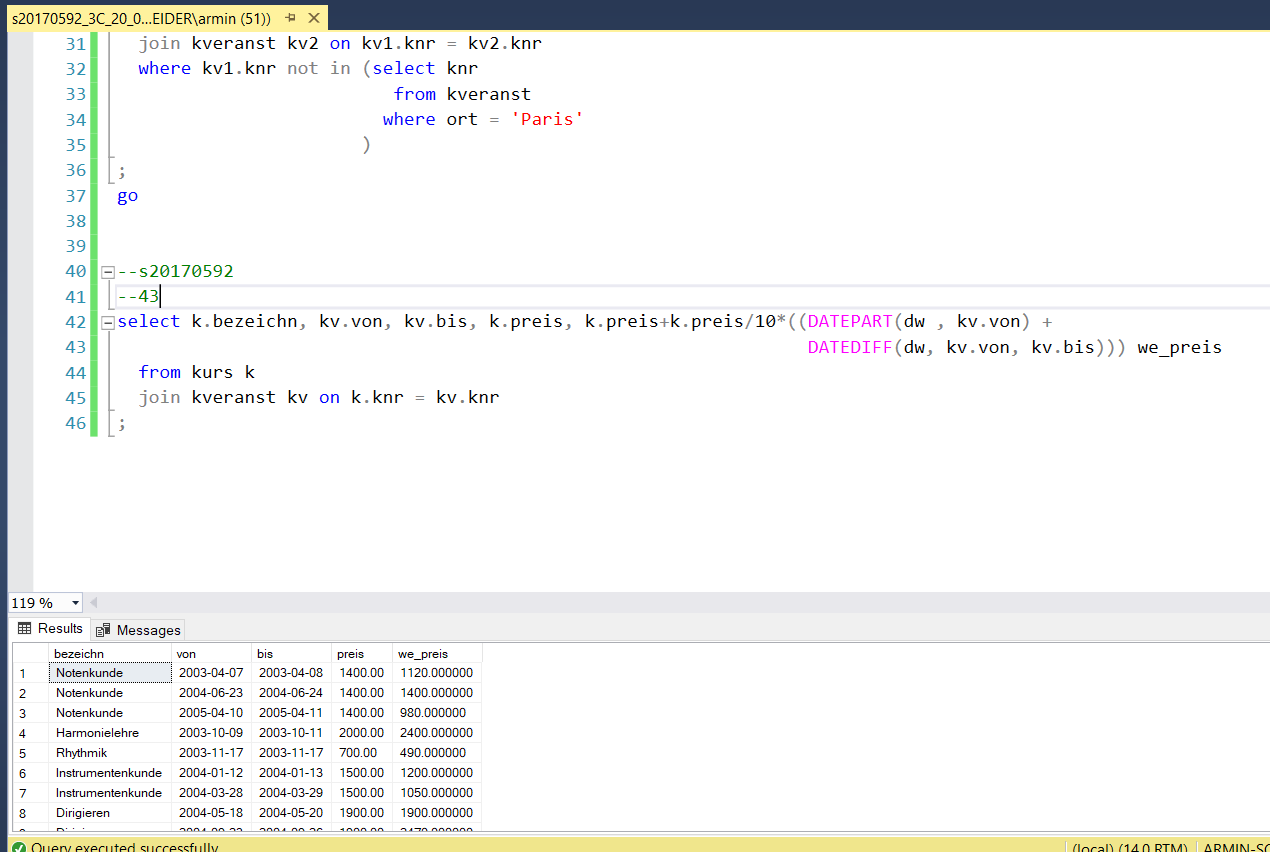 s20170592_3C_20_0...EIDER\armin (51))
31 join kveranst kv2 on kv1.knr = kv2.knr
32 where kv1.knr not in (select knr
33 from kveranst
34 where ort = 'Paris'
35 )
36 ;
37 go
38
39
40 --s20170592
41 --43
42 select k.bezeichn, kv.von, kv.bis, k.preis, k.preis+k.preis/10*((DATEPART(dw , kv.von) +
43 DATEDIFF(dw, kv.von, kv.bis))) we_preis
44 from kurs k
45 join kveranst kv on k.knr = kv.knr
46 ;
119 %
Results Messages
bezeichn von bis preis we_preis
1 Notenkunde 2003-04-07 2003-04-08 1400.00 1120.000000
2 Notenkunde 2004-06-23 2004-06-24 1400.00 1400.000000
3 Notenkunde 2005-04-10 2005-04-11 1400.00 980.000000
4 Harmonielehre 2003-10-09 2003-10-11 2000.00 2400.000000
5 Rhythmik 2003-11-17 2003-11-17 700.00 490.000000
6 Instrumentenkunde 2004-01-12 2004-01-13 1500.00 1200.000000
7 Instrumentenkunde 2004-03-28 2004-03-29 1500.00 1050.000000
8 Dirigieren 2004-05-18 2004-05-20 1900.00 1900.000000
Query executed successfully
(local) (14.0 RTM) ARMIN-SC